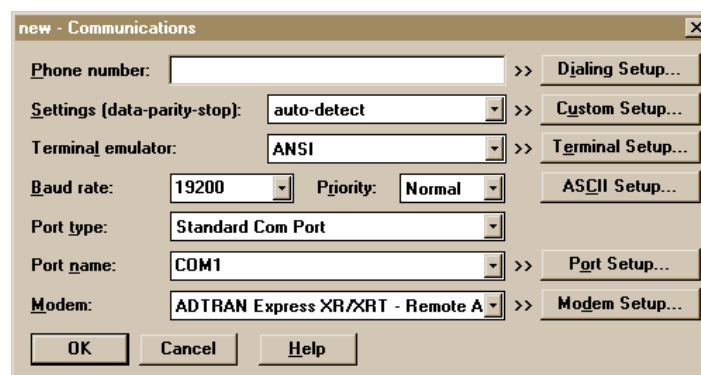 new - Communications
Phone number: >> Dialing Setup...
Settings (data-parity-stop): auto-detect >> Custom Setup...
Terminal emulator: ANSI >> Terminal Setup...
Baud rate: 19200 Priority: Normal ASCII Setup...
Port type: Standard Com Port
Port name: COM1 >> Port Setup...
Modem: ADTRAN Express XR/XRT - Remote A >> Modem Setup...
OK Cancel Help